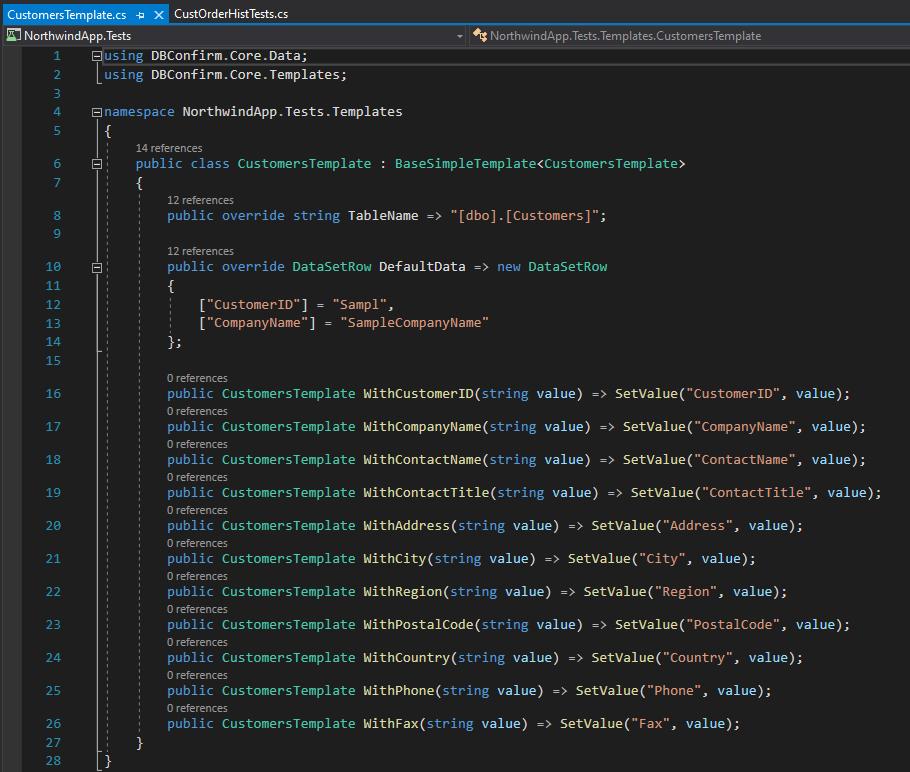 CustomersTemplate.cs CustOrderHistTests.cs
NorthwindApp.Tests NorthwindApp.Tests.Templates.CustomersTemplate
1 using DBConfirm.Core.Data;
2 using DBConfirm.Core.Templates;
3
4 namespace NorthwindApp.Tests.Templates
5 {
14 references
6 public class CustomersTemplate : BaseSimpleTemplate<CustomersTemplate>
7 {
12 references
8 public override string TableName => "[dbo].[Customers]";
9
12 references
10 public override DataSetRow DefaultData => new DataSetRow
11 {
12 ["CustomerID"] = "Sampl",
13 ["CompanyName"] = "SampleCompanyName"
14 };
15
0 references
16 public CustomersTemplate WithCustomerID(string value) => SetValue("CustomerID", value);
0 references
17 public CustomersTemplate WithCompanyName(string value) => SetValue("CompanyName", value);
0 references
18 public CustomersTemplate WithContactName(string value) => SetValue("ContactName", value);
0 references
19 public CustomersTemplate WithContactTitle(string value) => SetValue("ContactTitle", value);
0 references
20 public CustomersTemplate WithAddress(string value) => SetValue("Address", value);
0 references
21 public CustomersTemplate WithCity(string value) => SetValue("City", value);
0 references
22 public CustomersTemplate WithRegion(string value) => SetValue("Region", value);
0 references
23 public CustomersTemplate WithPostalCode(string value) => SetValue("PostalCode", value);
0 references
24 public CustomersTemplate WithCountry(string value) => SetValue("Country", value);
0 references
25 public CustomersTemplate WithPhone(string value) => SetValue("Phone", value);
0 references
26 public CustomersTemplate WithFax(string value) => SetValue("Fax", value);
27 }
28 }